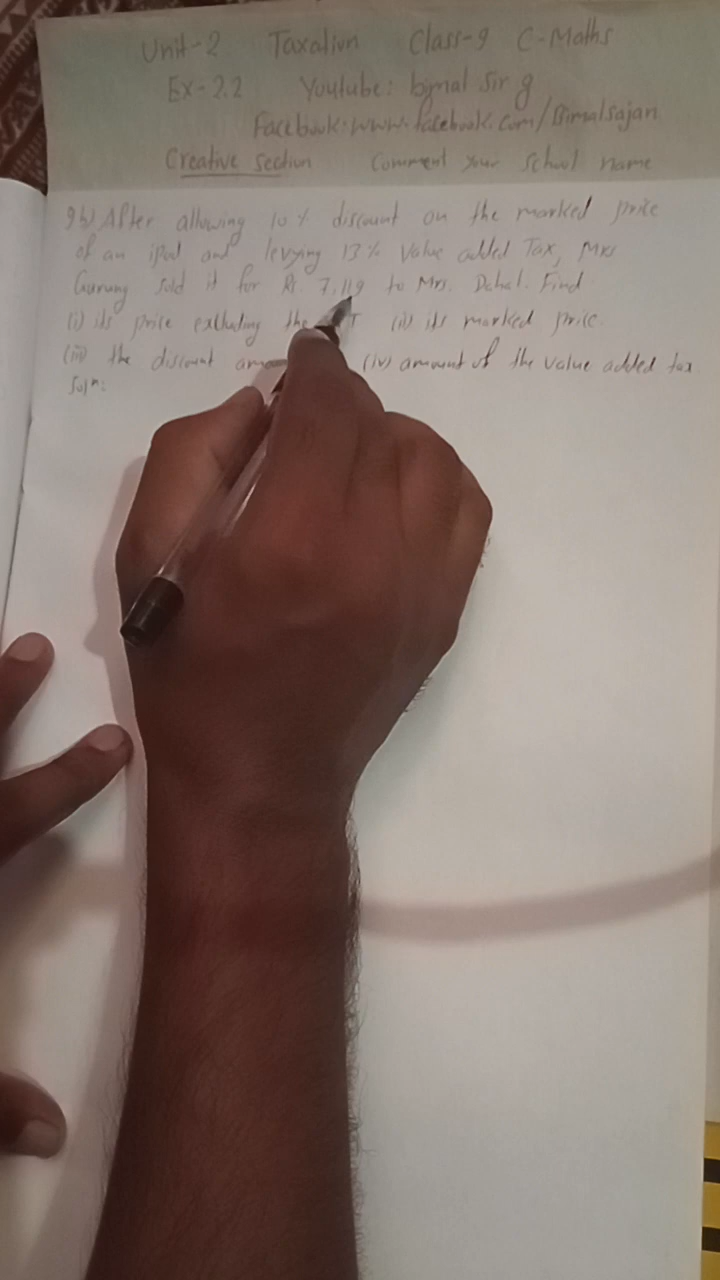 Unit-2 Taxation Class-9 C-Maths
Ex-2.2 Youtube: bimal sir g
Facebook:www.facebook.com/Bimalsajan
Creative section Comment your school name
9b) After allowing 10% discount on the marked price
of an ipod and levying 13% Value added Tax, Mrs
Gurung sold it for Rs 7,119 to Mrs. Dahal. Find
(i) its price excluding the (ii) its marked price.
(iii) the discount (iv) amount of the value added tax
Soln: